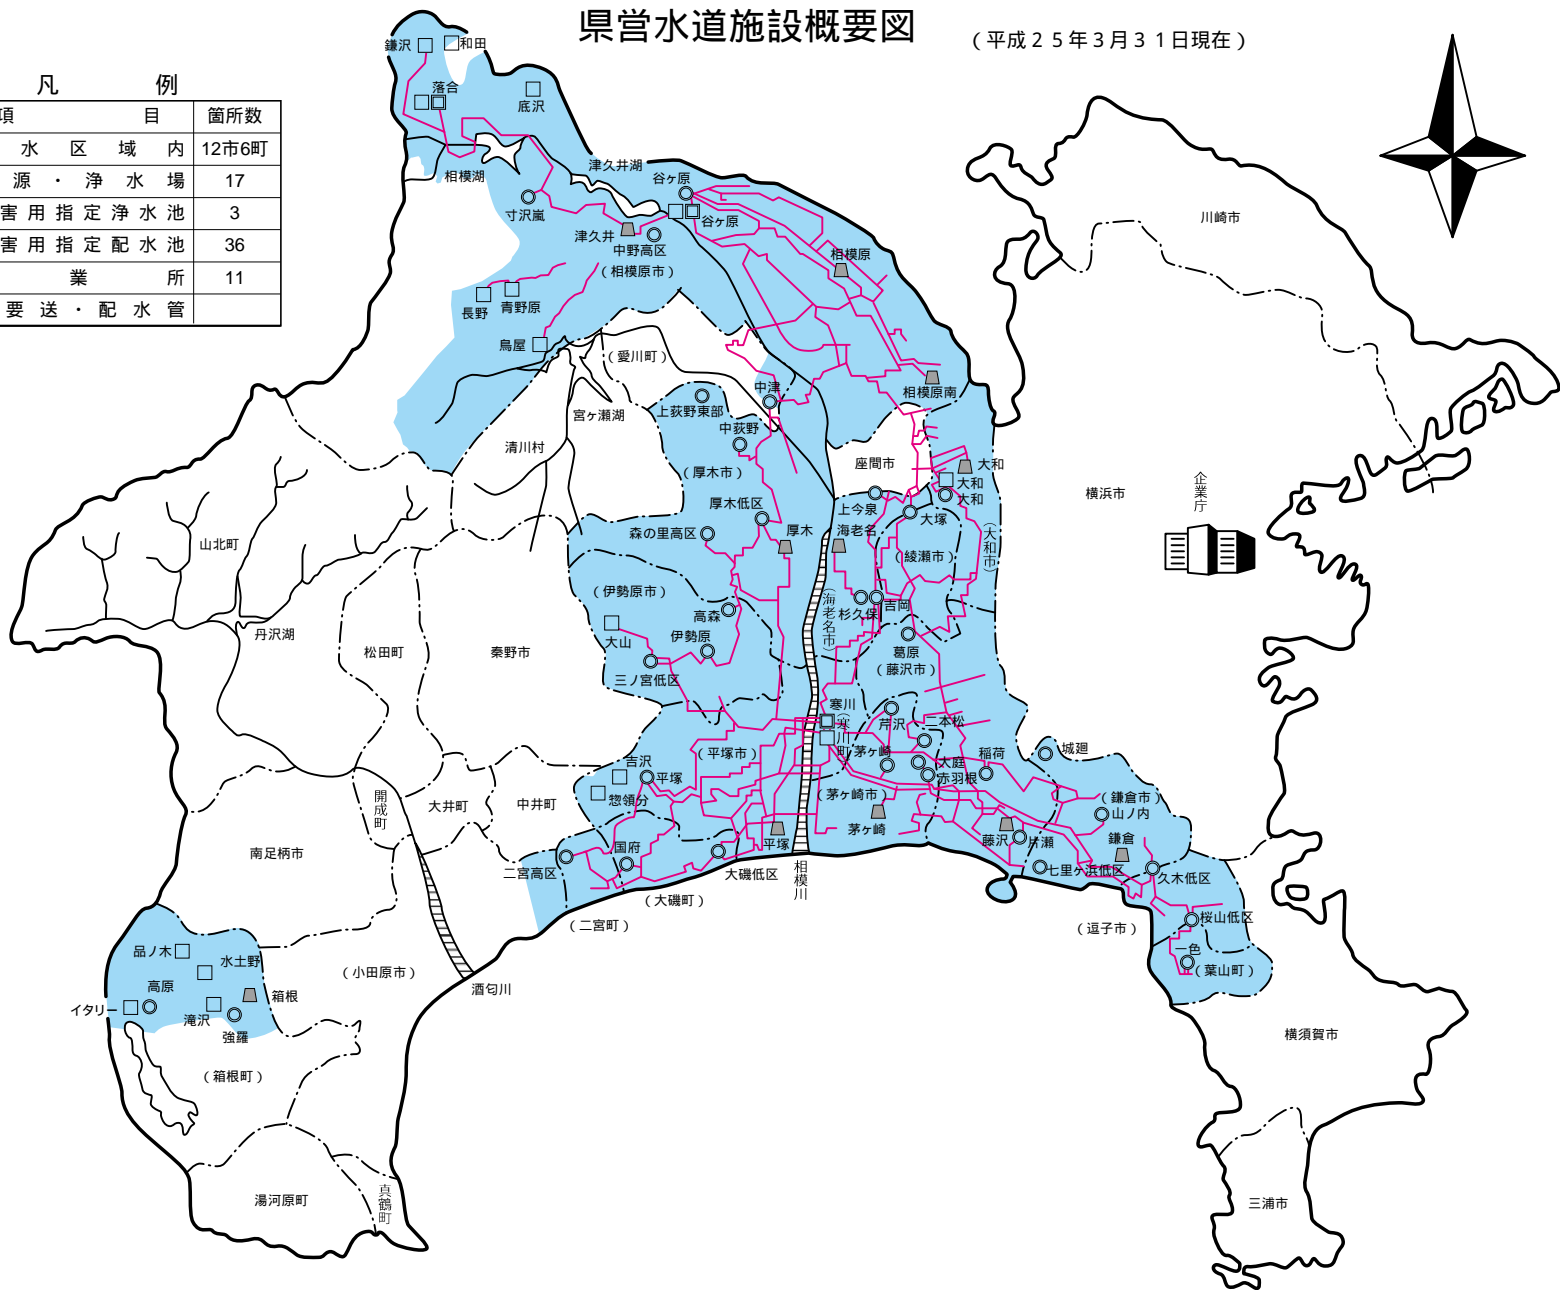 県営水道施設概要図
(平成25年3月31日現在)
凡 例
項 目 箇所数
水 区 域 内 12市6町
源 ・ 浄 水 場 17
害用指定浄水池 3
害用指定配水池 36
業 所 11
要 送 ・ 配 水 管
鎌沢
和田
落合
底沢
相模湖
津久井湖
谷ヶ原
谷ヶ原
寸沢嵐
津久井
中野高区
(相模原市)
相模原
川崎市
長野
青野原
鳥屋
(愛川町)
中津
相模原南
上荻野東部
宮ヶ瀬湖
中荻野
清川村
(厚木市)
座間市
大和
大和
大和
横浜市
企業庁
上今泉
大塚
厚木低区
森の里高区
厚木
海老名
(大和市)
(綾瀬市)
山北町
(伊勢原市)
(海老名市)
杉久保
吉岡
高森
大山
伊勢原
葛原
(藤沢市)
丹沢湖
松田町
秦野市
三ノ宮低区
寒川
(寒川町)
芹沢
二本松
(平塚市)
茅ヶ崎
大庭
赤羽根
稲荷
城廻
吉沢
平塚
惣領分
(茅ヶ崎市)
茅ヶ崎
(鎌倉市)
山ノ内
開成町
大井町
中井町
平塚
藤沢
片瀬
鎌倉
南足柄市
国府
二宮高区
大磯低区
相模川
七里ヶ浜低区
久木低区
(大磯町)
(二宮町)
(逗子市)
桜山低区
一色
(葉山町)
品ノ木
水土野
(小田原市)
酒匂川
高原
イタリー
滝沢
箱根
強羅
横須賀市
(箱根町)
湯河原町
真鶴町
三浦市